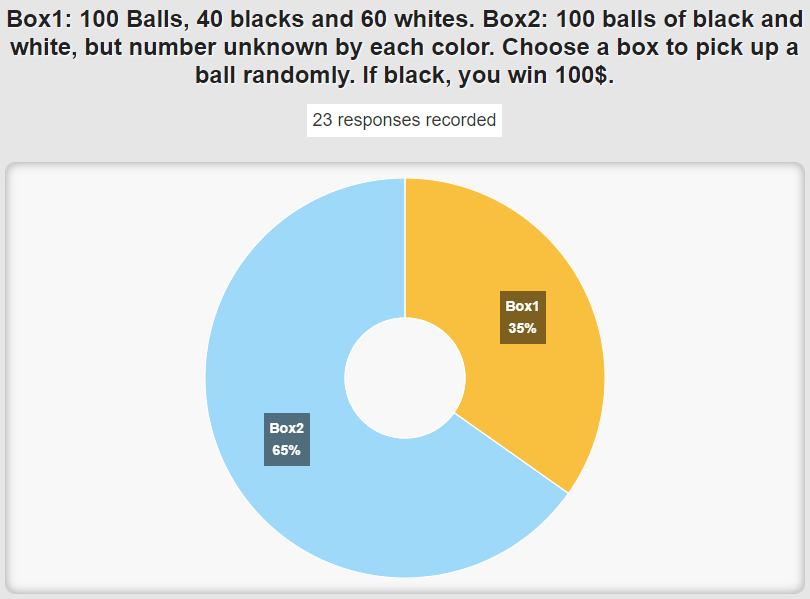 Box1: 100 Balls, 40 blacks and 60 whites. Box2: 100 balls of black and
white, but number unknown by each color. Choose a box to pick up a
ball randomly. If black, you win 100$.
23 responses recorded
Box1
35%
Box2
65%